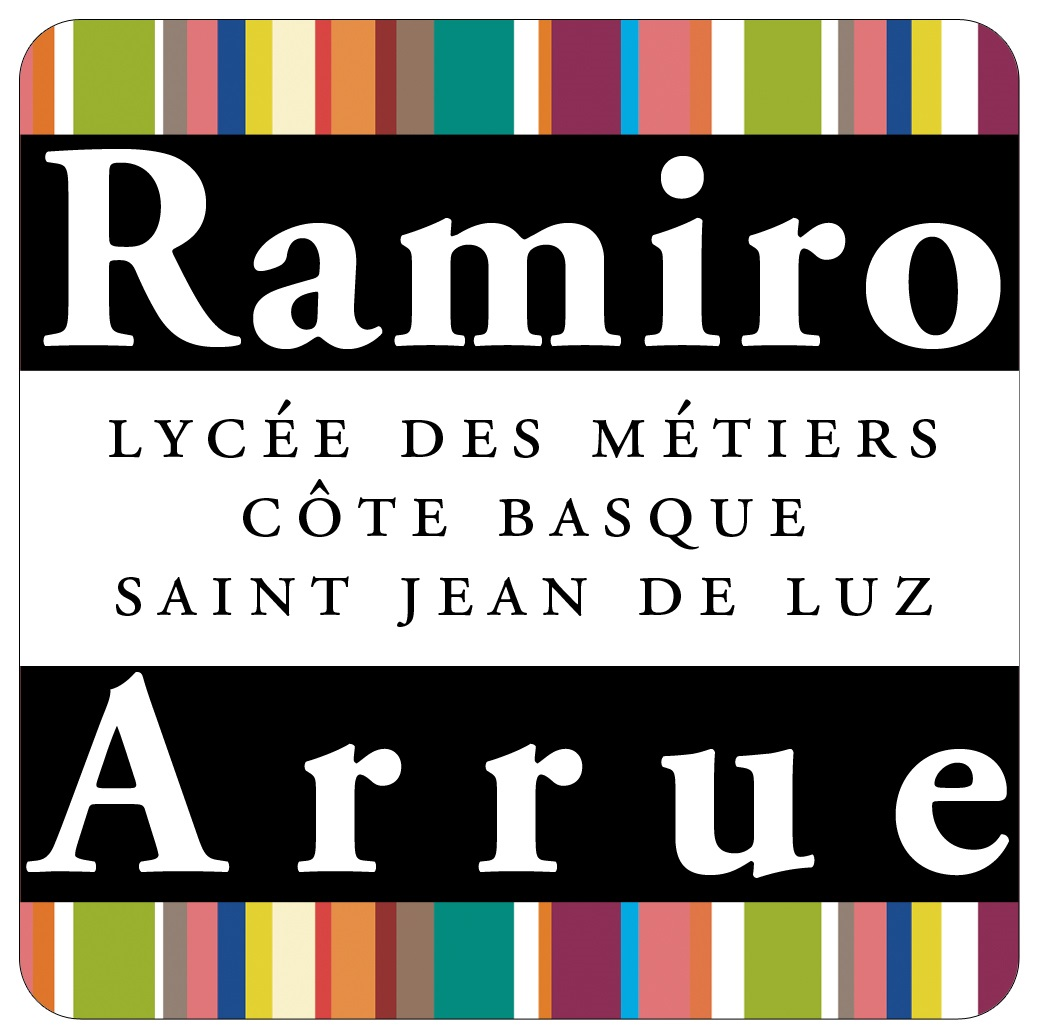 Ramiro
LYCÉE DES MÉTIERS
CÔTE BASQUE
SAINT JEAN DE LUZ
Arrue